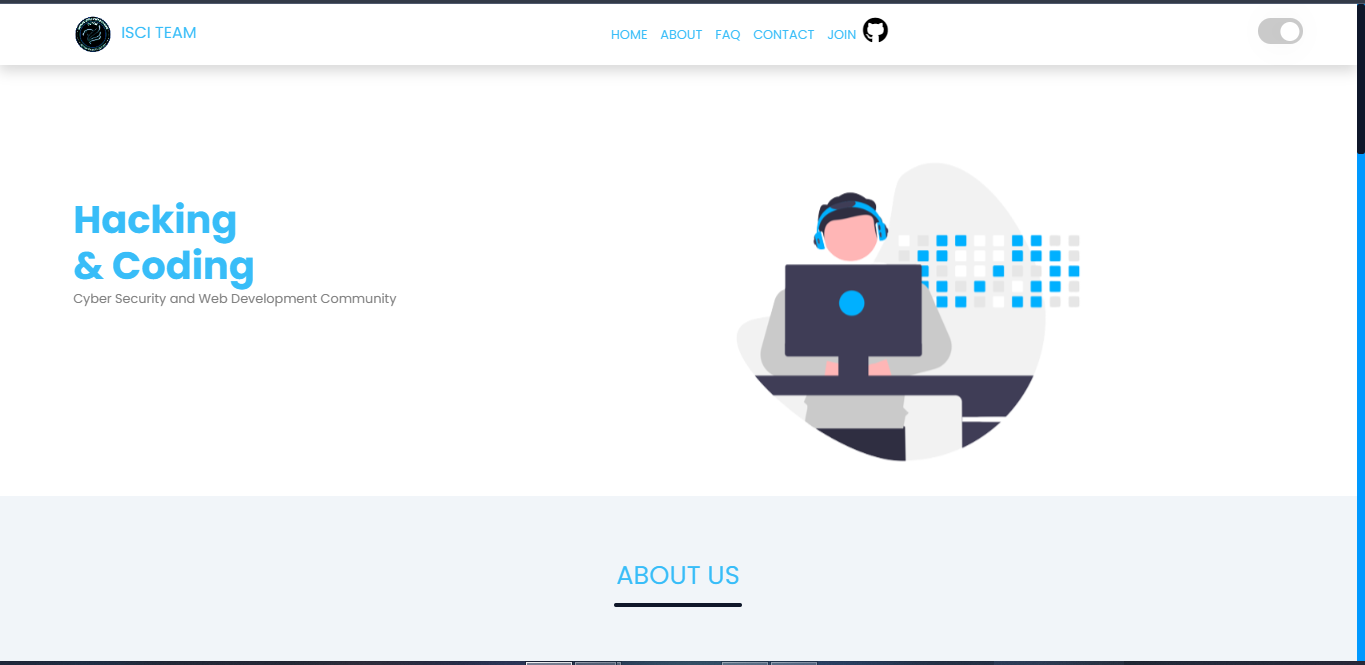 ISCI TEAM
HOME ABOUT FAQ CONTACT JOIN
Hacking
& Coding
Cyber Security and Web Development Community
ABOUT US